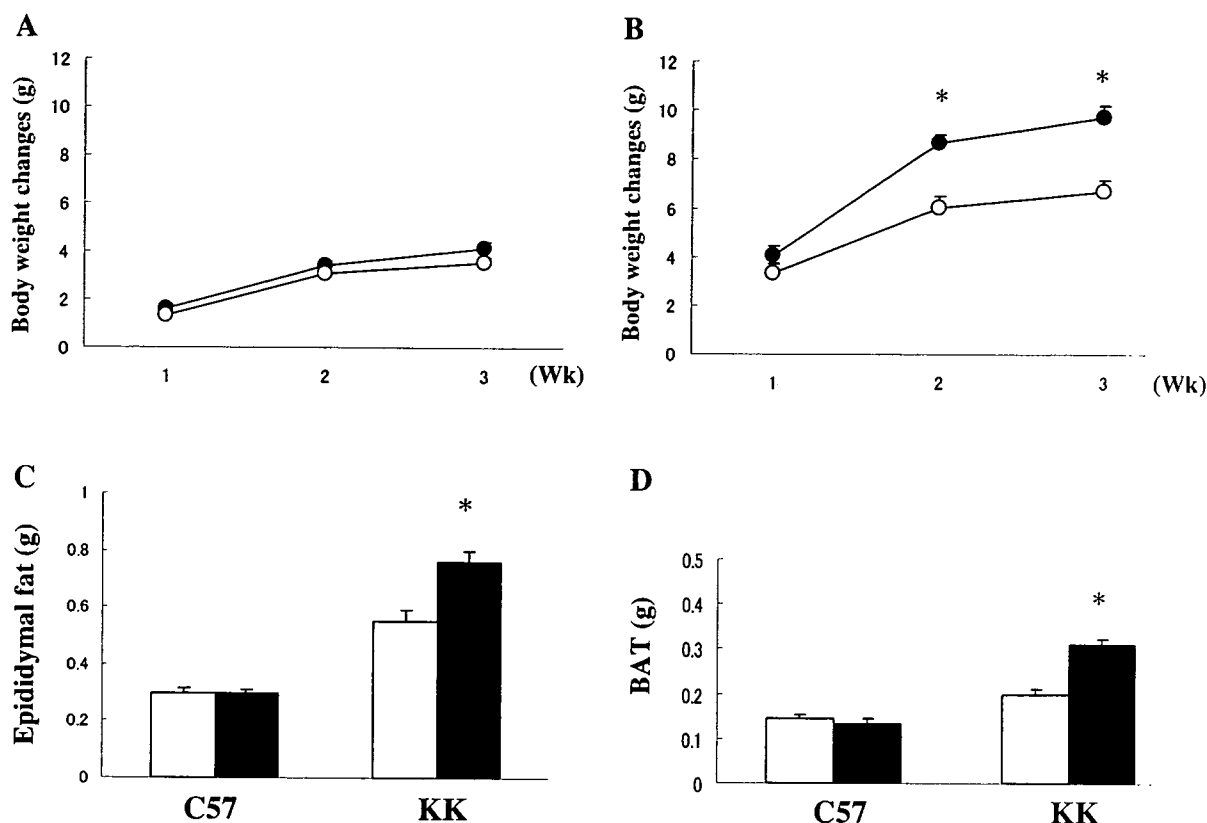 A
Body weight changes (g)
12
10
8
6
4
2
0
1 2 3 (Wk)
B
Body weight changes (g)
12
10
8
6
4
2
0
* *
1 2 3 (Wk)
C
Epididymal fat (g)
1
0.8
0.6
0.4
0.2
0
*
C57 KK
D
BAT (g)
0.5
0.4
0.3
0.2
0.1
0
*
C57 KK